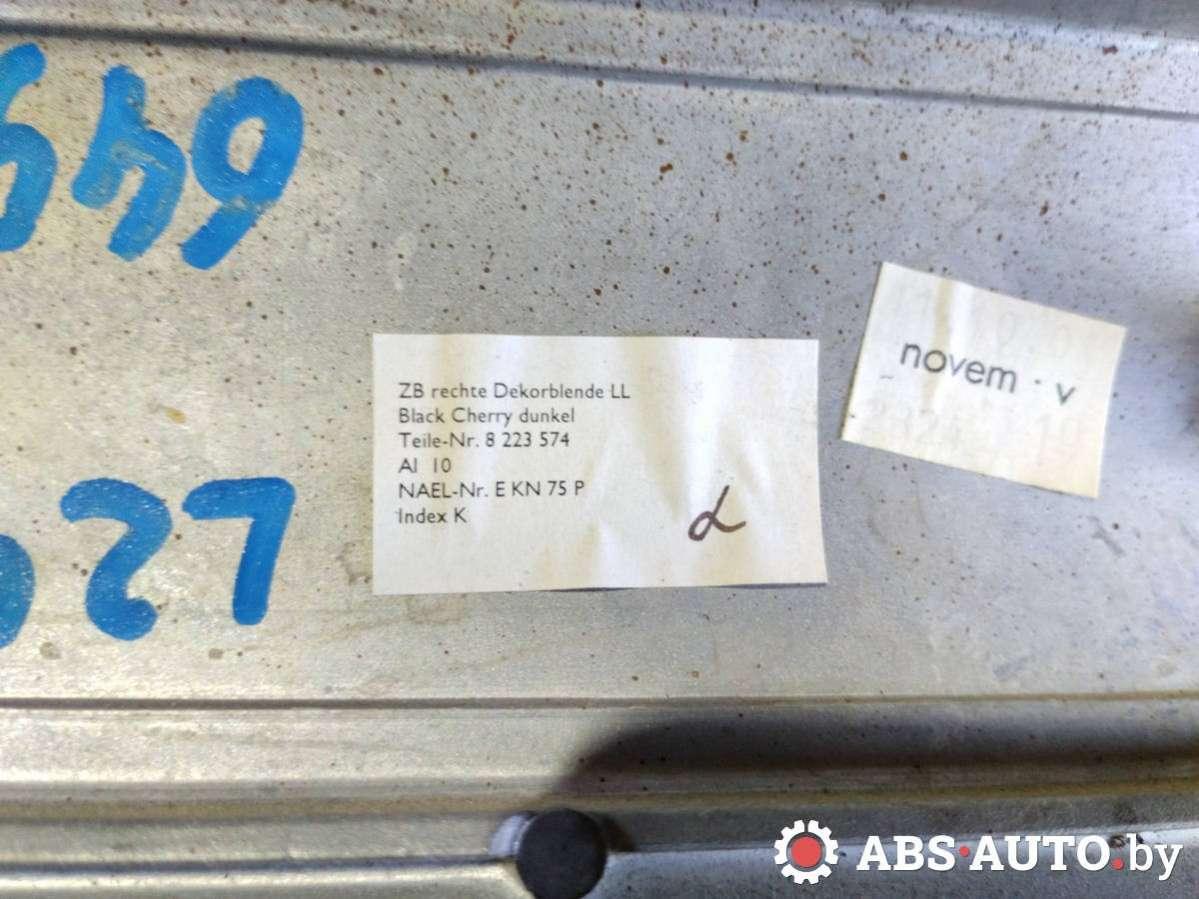 ZB rechte Dekorblende LL
Black Cherry dunkel
Teile-Nr. 8 223 574
AI 10
NAEL-Nr. E KN 75 P
Index K
novem · v
ABS·AUTO.by